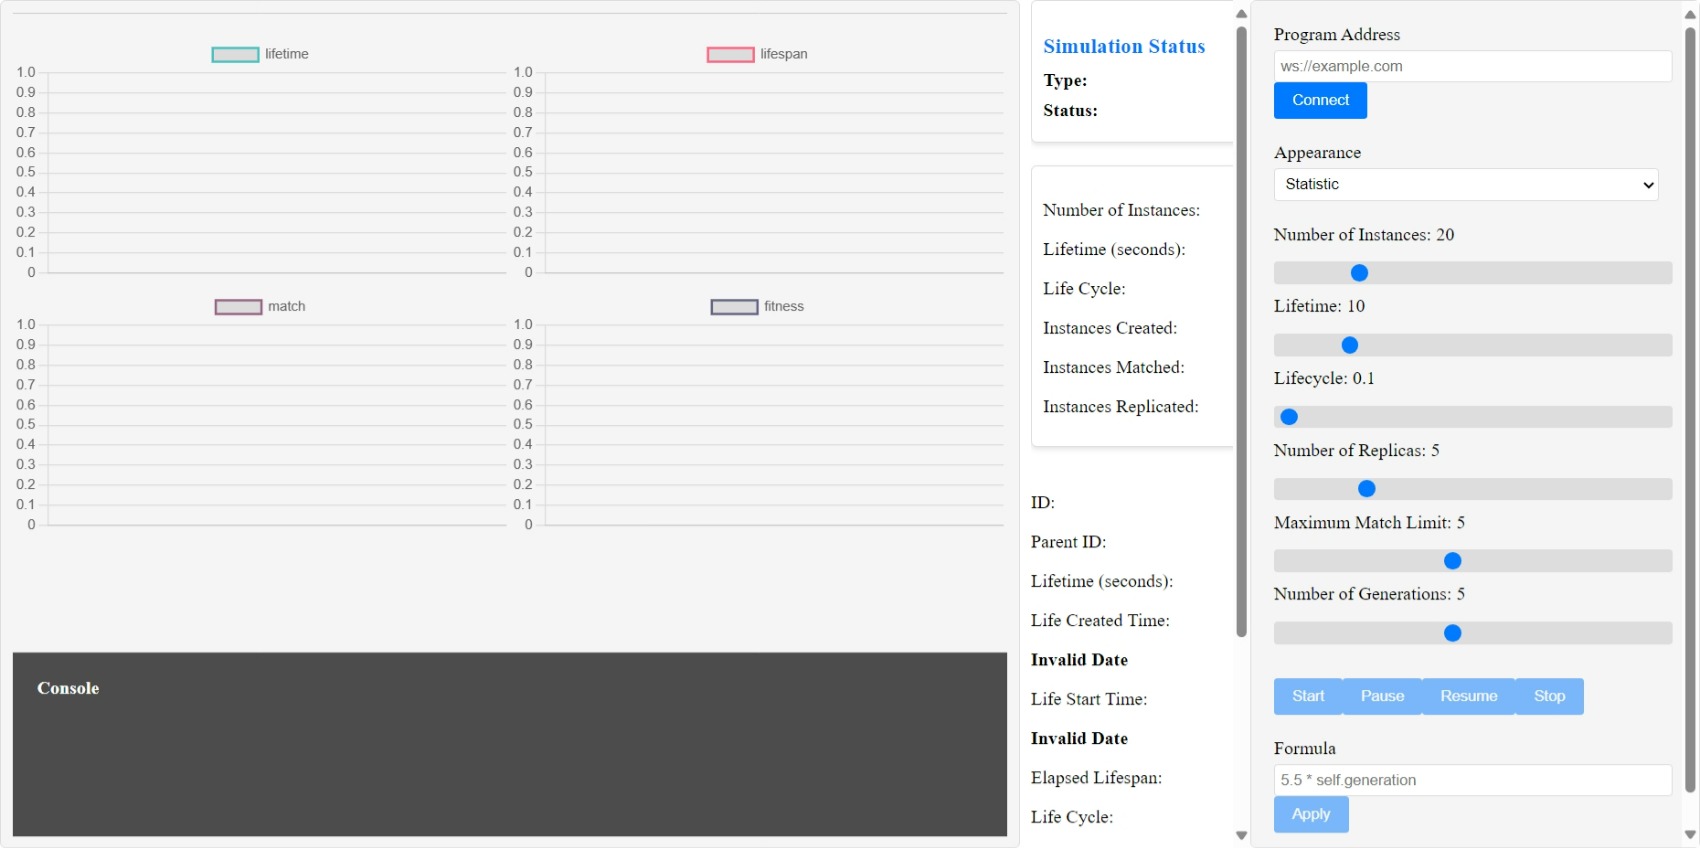 lifetime
1.0
0.9
0.8
0.7
0.6
0.5
0.4
0.3
0.2
0.1
0
lifespan
1.0
0.9
0.8
0.7
0.6
0.5
0.4
0.3
0.2
0.1
0
match
1.0
0.9
0.8
0.7
0.6
0.5
0.4
0.3
0.2
0.1
0
fitness
1.0
0.9
0.8
0.7
0.6
0.5
0.4
0.3
0.2
0.1
0
Console
Simulation Status
Type:
Status:
Number of Instances:
Lifetime (seconds):
Life Cycle:
Instances Created:
Instances Matched:
Instances Replicated:
ID:
Parent ID:
Lifetime (seconds):
Life Created Time:
Invalid Date
Life Start Time:
Invalid Date
Elapsed Lifespan:
Life Cycle:
Program Address
ws://example.com
Connect
Appearance
Statistic
Number of Instances: 20
Lifetime: 10
Lifecycle: 0.1
Number of Replicas: 5
Maximum Match Limit: 5
Number of Generations: 5
Start Pause Resume Stop
Formula
5.5 * self.generation
Apply